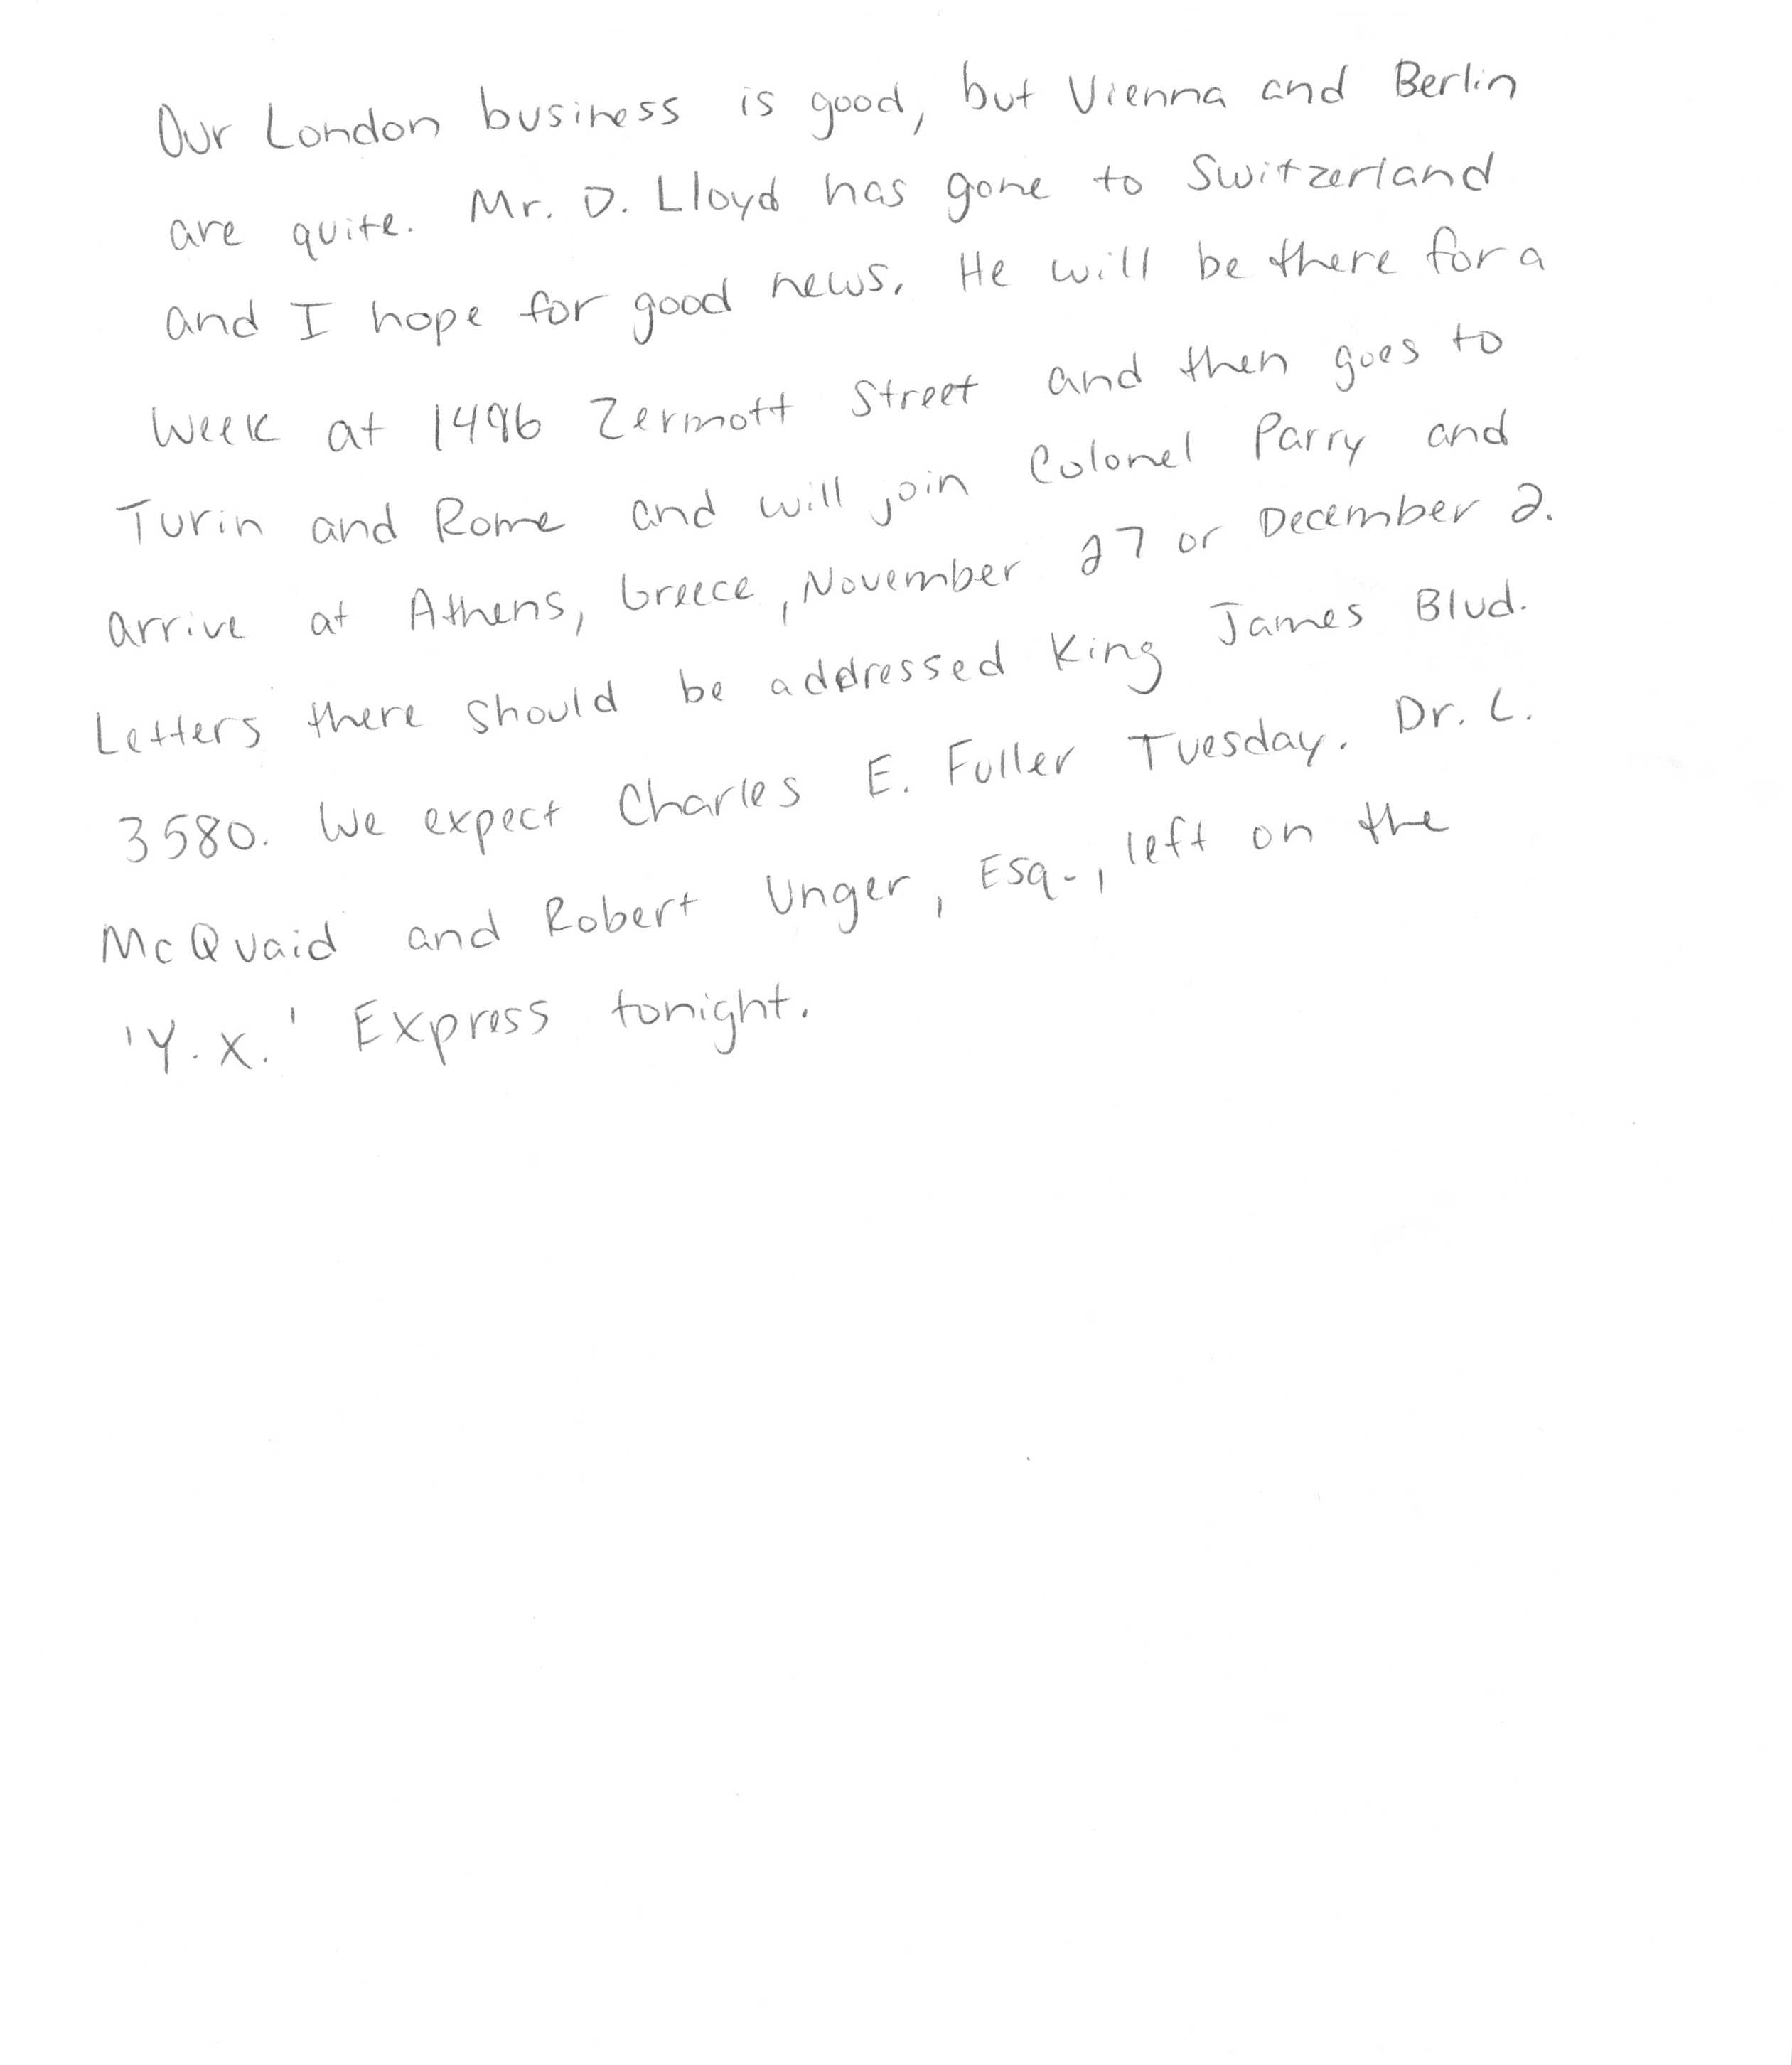 Our London business is good, but Vienna and Berlin
are quite. Mr. D. Lloyd has gone to Switzerland
and I hope for good news. He will be there for a
week at 1496 Zermott Street and then goes to
Turin and Rome and will join Colonel Parry and
arrive at Athens, Greece, November 27 or December 2.
Letters there should be addressed King James Blvd.
3580. We expect Charles E. Fuller Tuesday. Dr. L.
McQuaid and Robert Unger, Esq., left on the
'Y.X.' Express tonight.